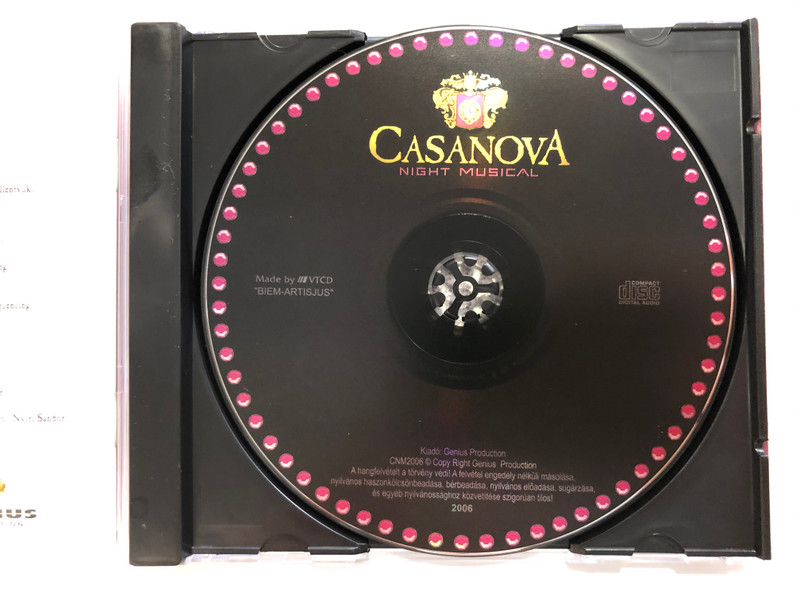 CASANOVA
NIGHT MUSICAL
Made by VTCD
"BIEM-ARTISJUS"
COMPACT
disc
DIGITAL AUDIO
Kiadó: Genius Production
CNM2006 © Copy Right Genius Production
A hangfelvételt a törvény védi! A felvétel engedély nélküli másolása,
nyilvános haszonkölcsönbeadása, bérbeadása, nyilvános előadása, sugárzása,
és egyéb nyilvánossághoz közvetítése szigorúan tilos!
2006
Sándor